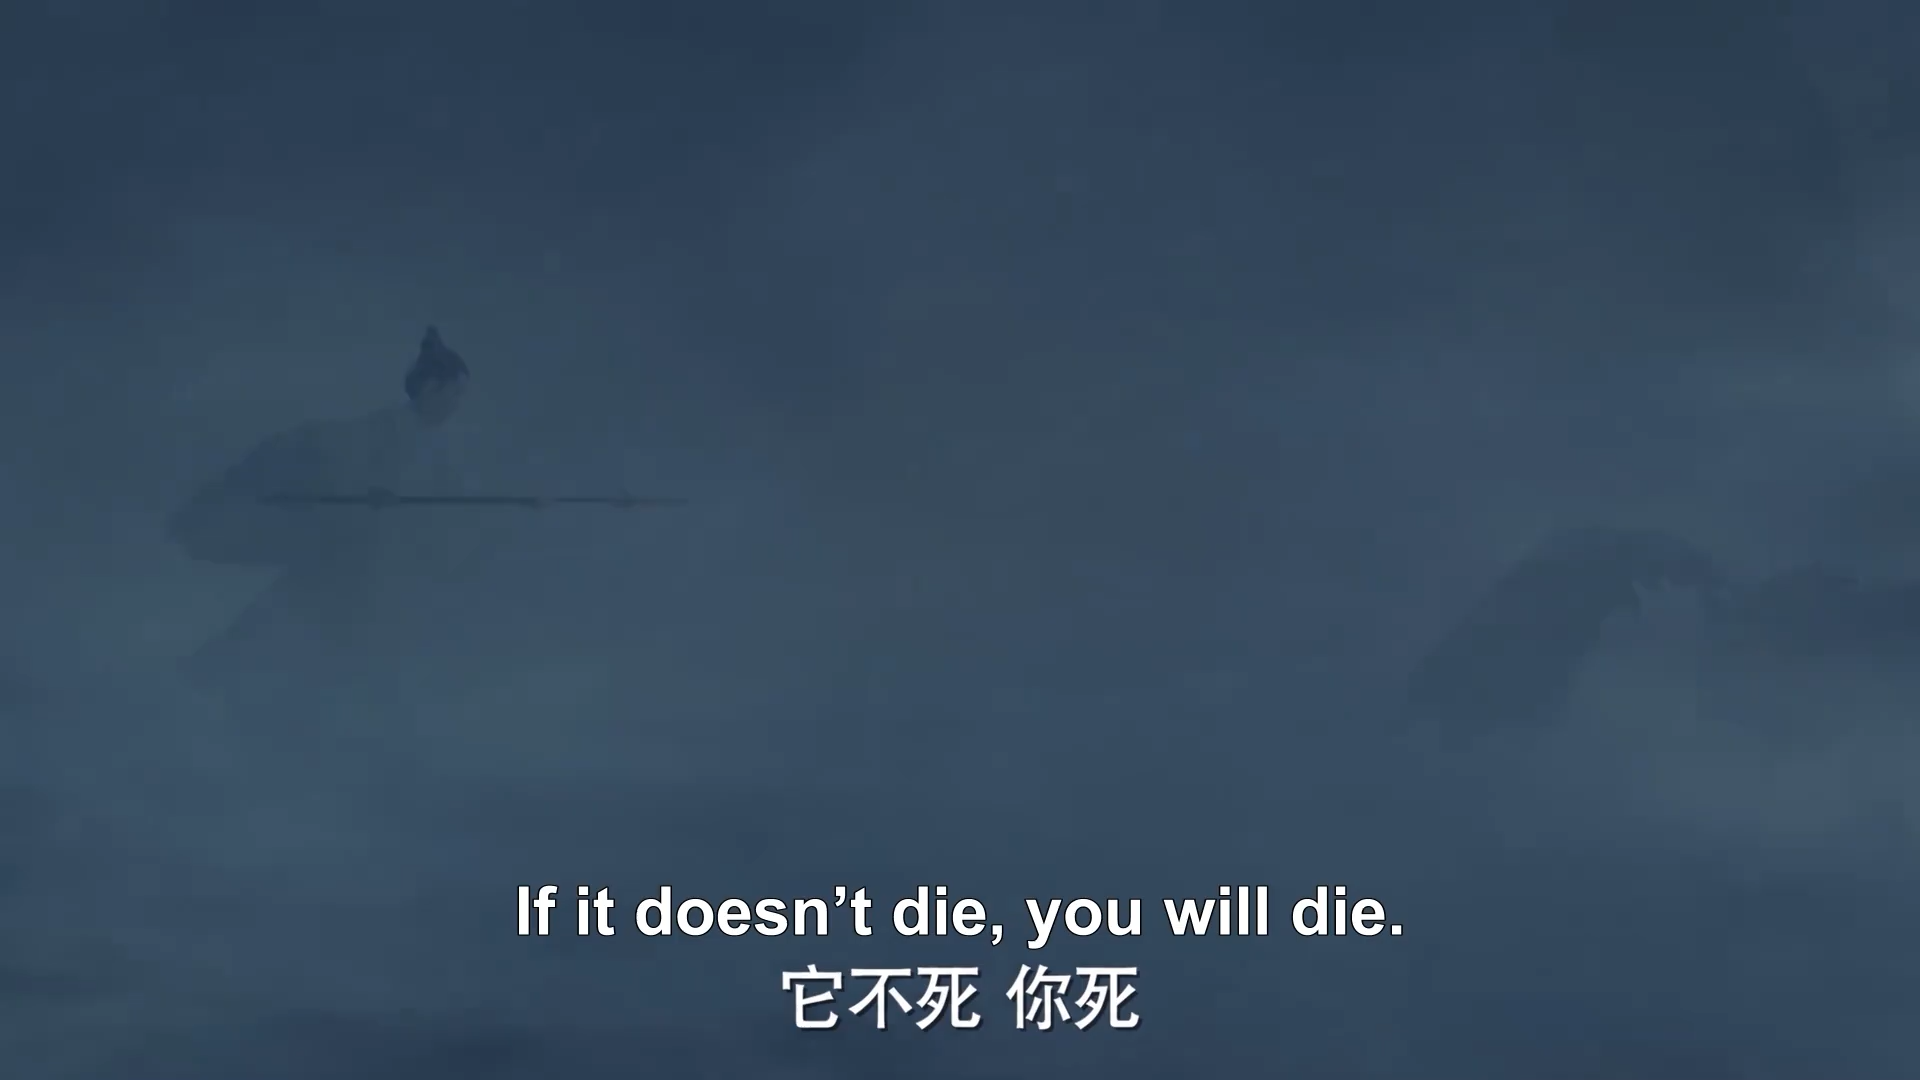 If it doesn’t die, you will die.
它不死 你死